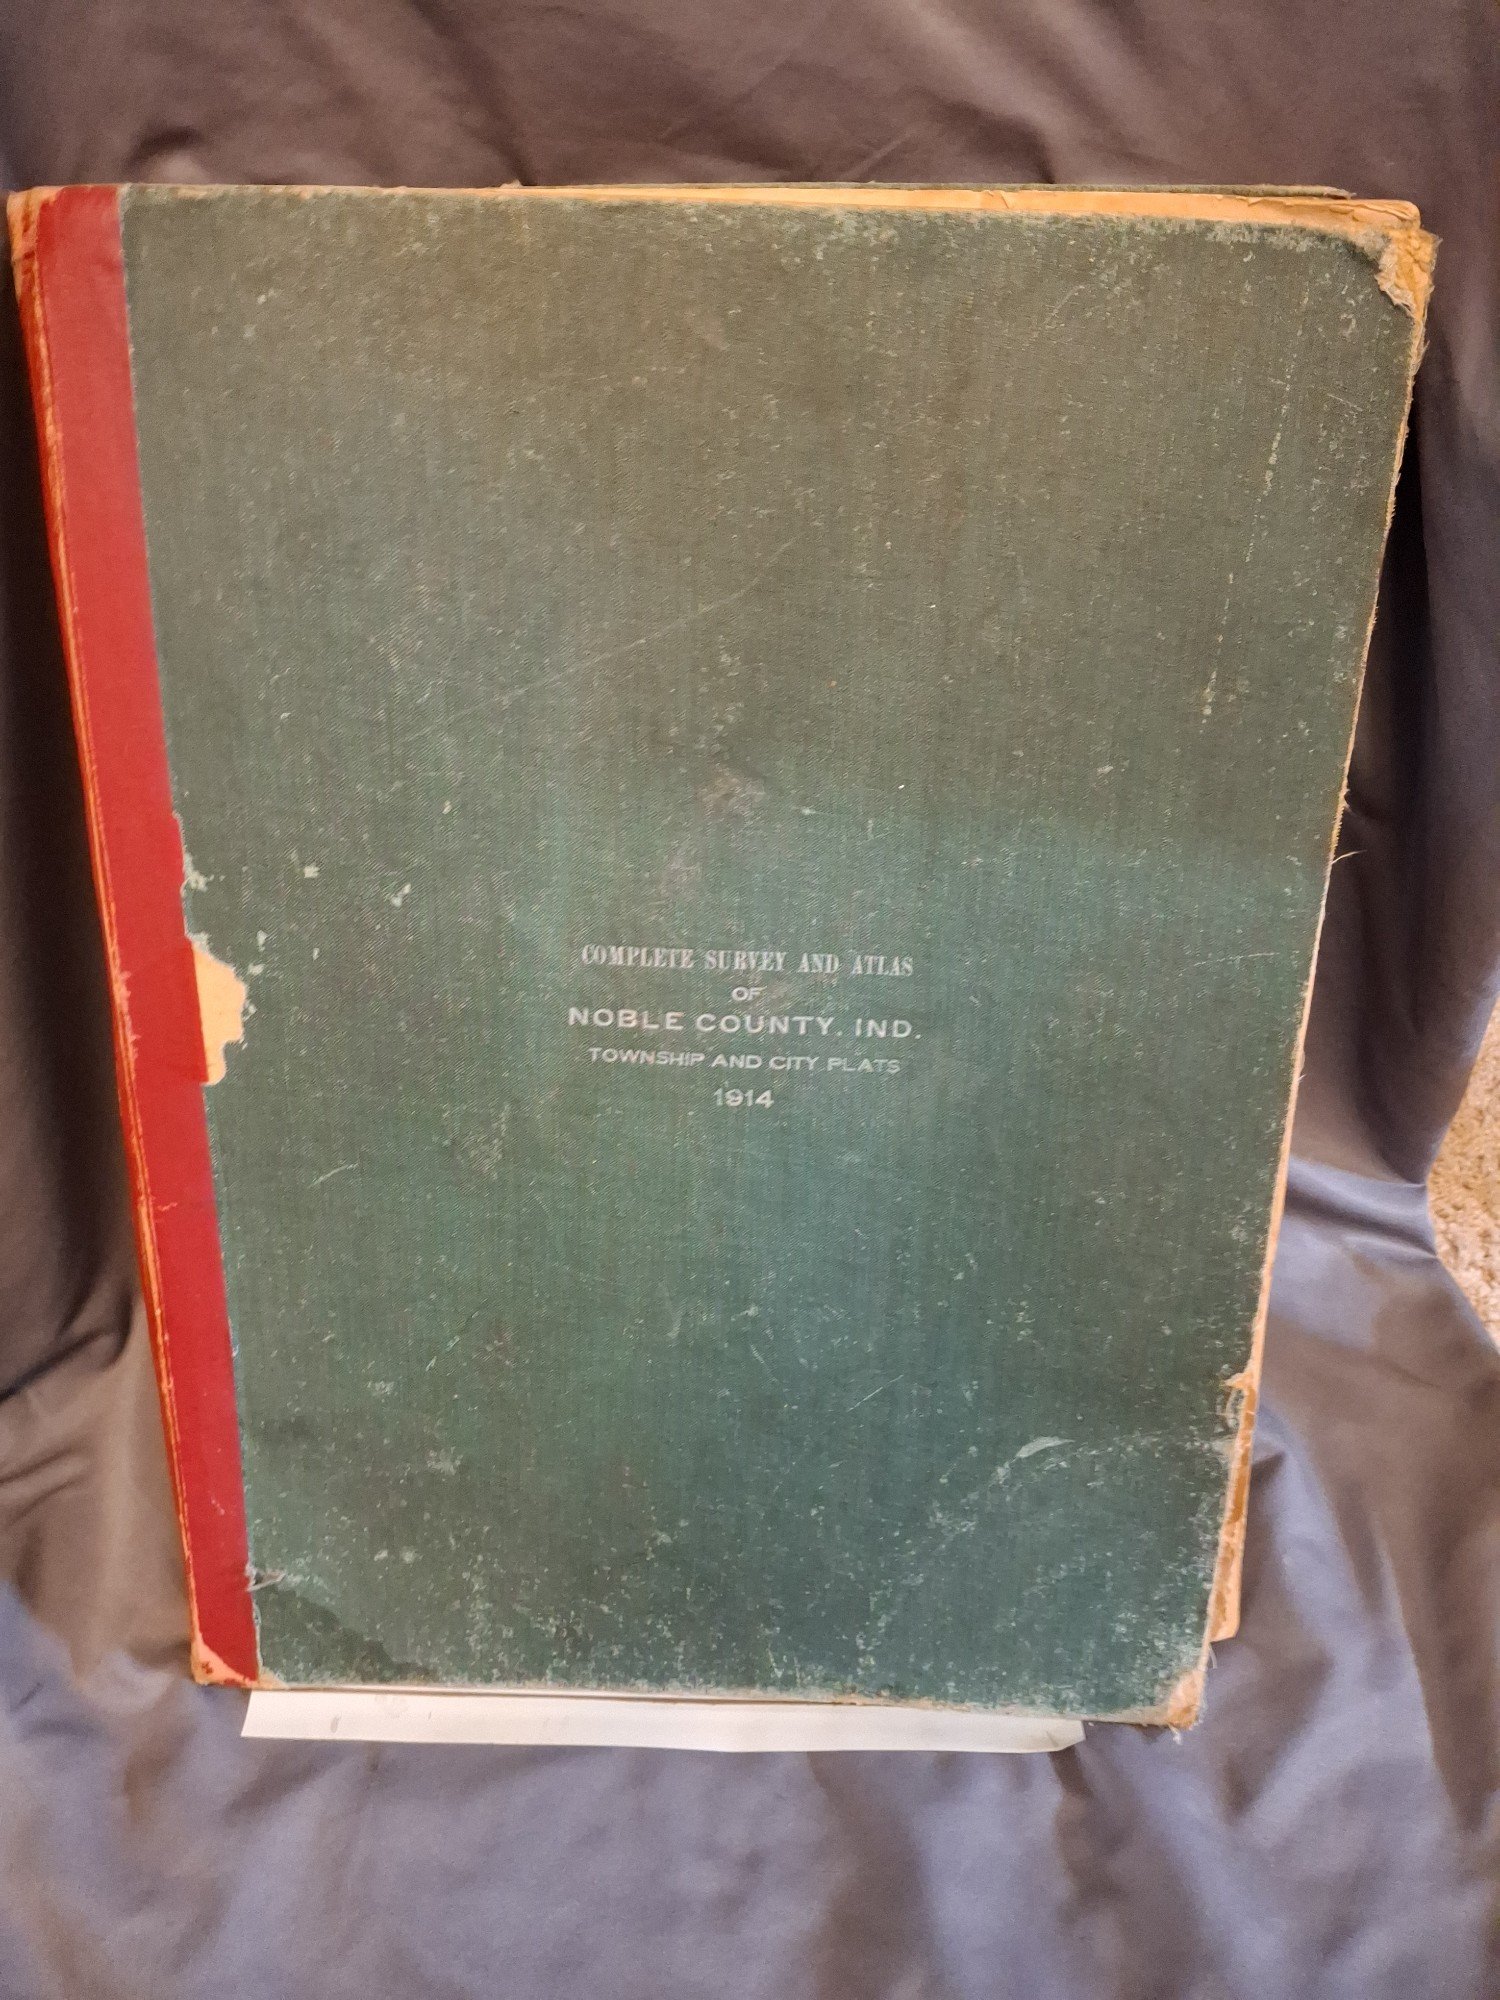 COMPLETE SURVEY AND ATLAS
OF
NOBLE COUNTY, IND.
TOWNSHIP AND CITY PLATS
1914